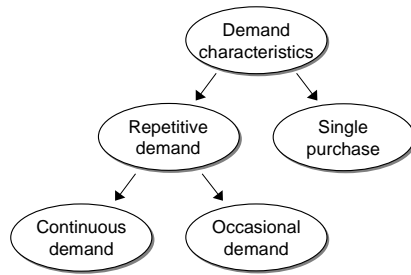 Demand
characteristics
Repetitive
demand
Single
purchase
Continuous
demand
Occasional
demand